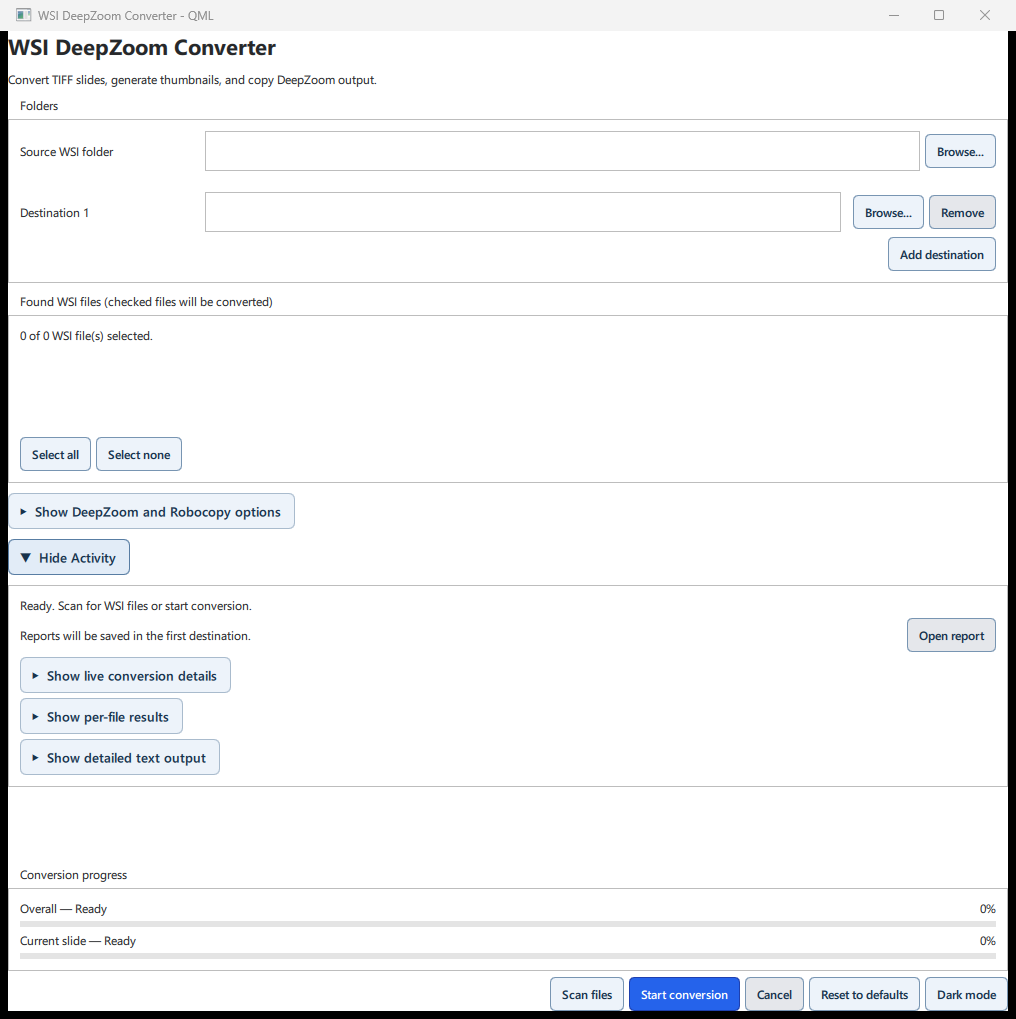 WSI DeepZoom Converter - QML
WSI DeepZoom Converter
Convert TIFF slides, generate thumbnails, and copy DeepZoom output.
Folders
Source WSI folder Browse...
Destination 1 Browse... Remove
Add destination
Found WSI files (checked files will be converted)
0 of 0 WSI file(s) selected.
Select all Select none
Show DeepZoom and Robocopy options
Hide Activity
Ready. Scan for WSI files or start conversion.
Reports will be saved in the first destination. Open report
Show live conversion details
Show per-file results
Show detailed text output
Conversion progress
Overall — Ready 0%
Current slide — Ready 0%
Scan files Start conversion Cancel Reset to defaults Dark mode